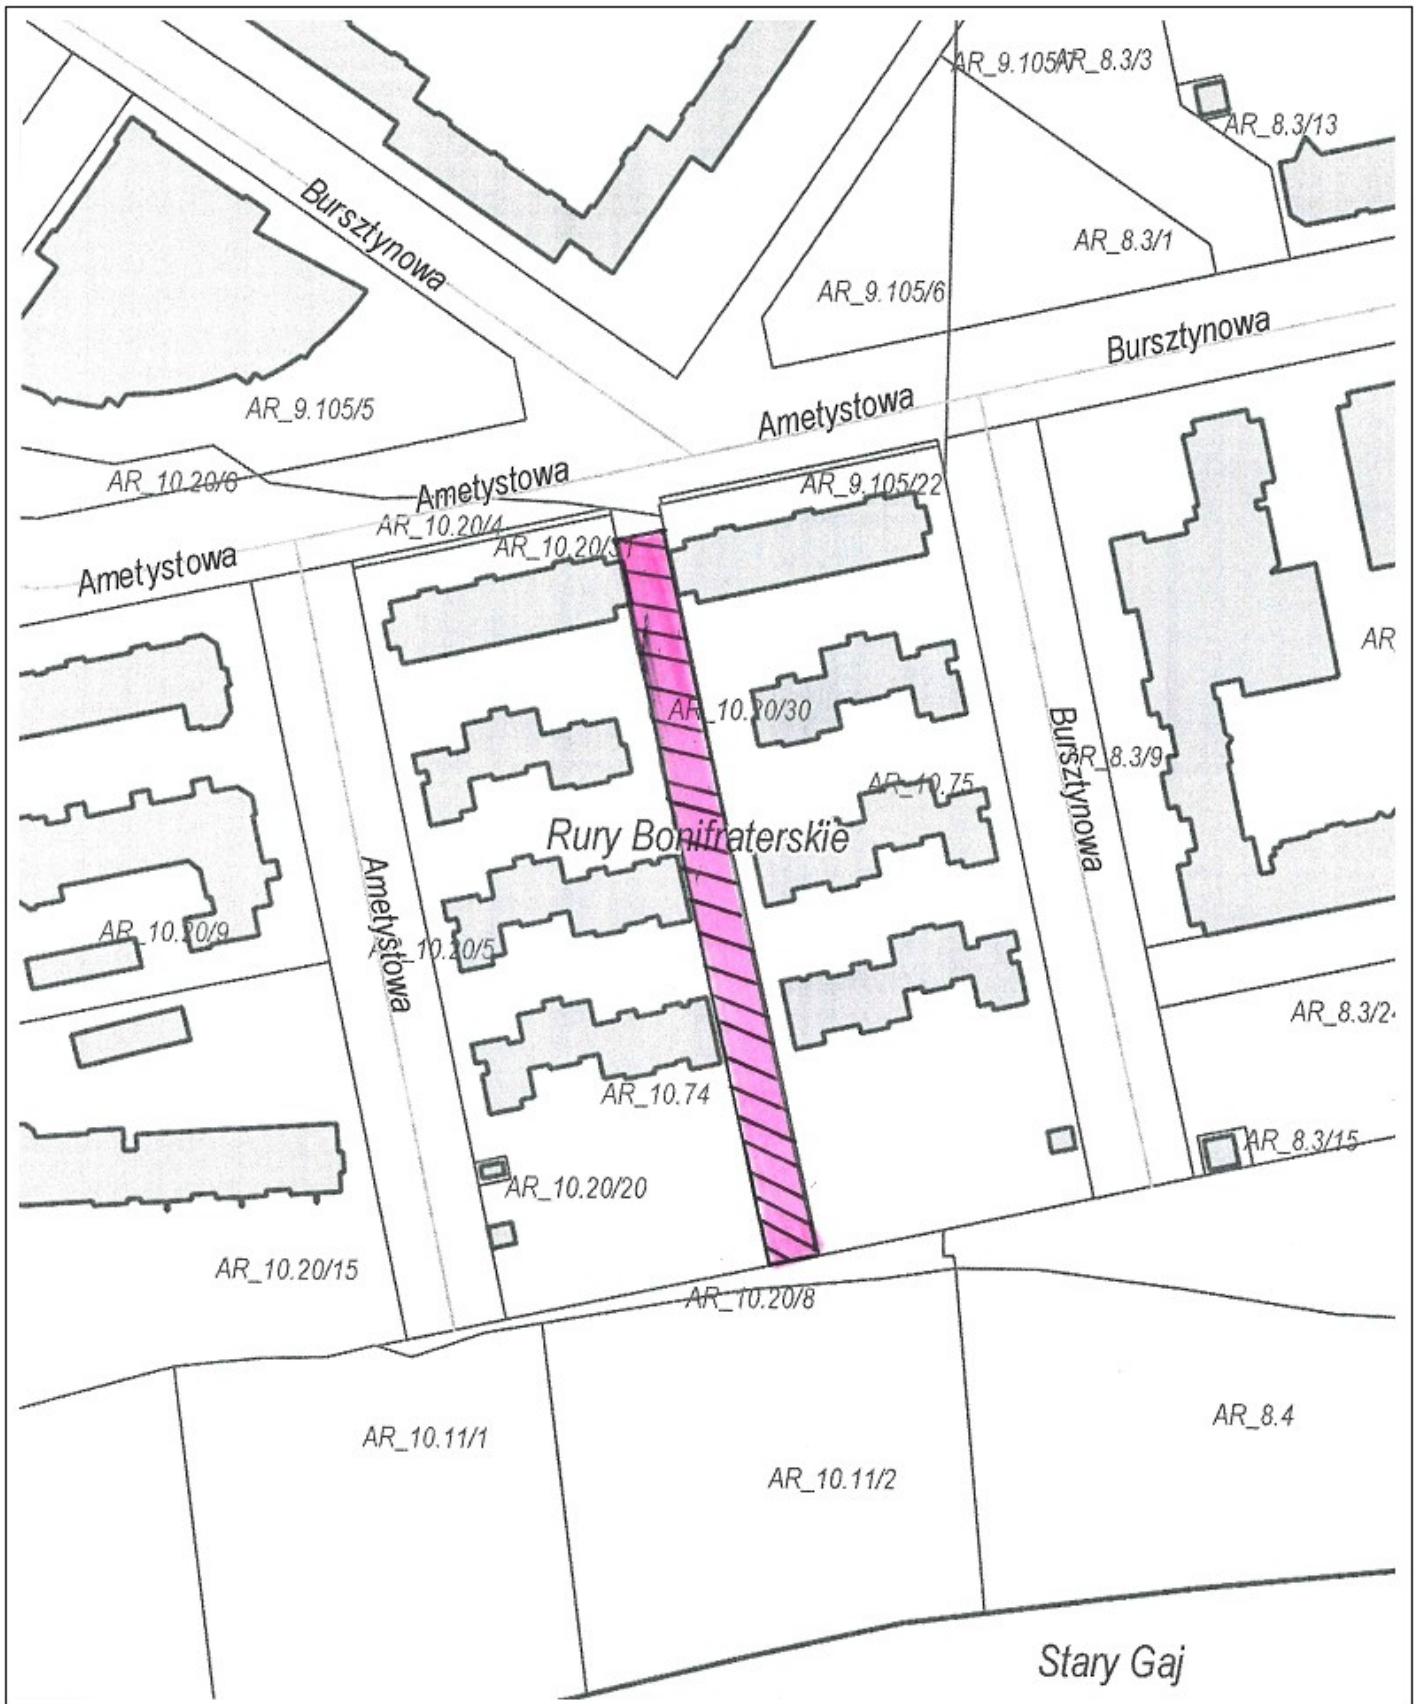 AR_9.105/7
AR_8.3/3
AR_8.3/13
Bursztynowa
AR_8.3/1
AR_9.105/6
Bursztynowa
AR_9.105/5
Ametystowa
AR_10.20/6
Ametystowa
AR_9.105/22
AR_10.20/4
AR_10.20/31
Ametystowa
AR
AR_10.20/30
Bursztynowa
AR_8.3/9
AR_10.75
Rury Bonifraterskie
Ametystowa
AR_10.20/9
AR_10.20/5
AR_8.3/2
AR_10.74
AR_8.3/15
AR_10.20/20
AR_10.20/15
AR_10.20/8
AR_10.11/1
AR_8.4
AR_10.11/2
Stary Gaj